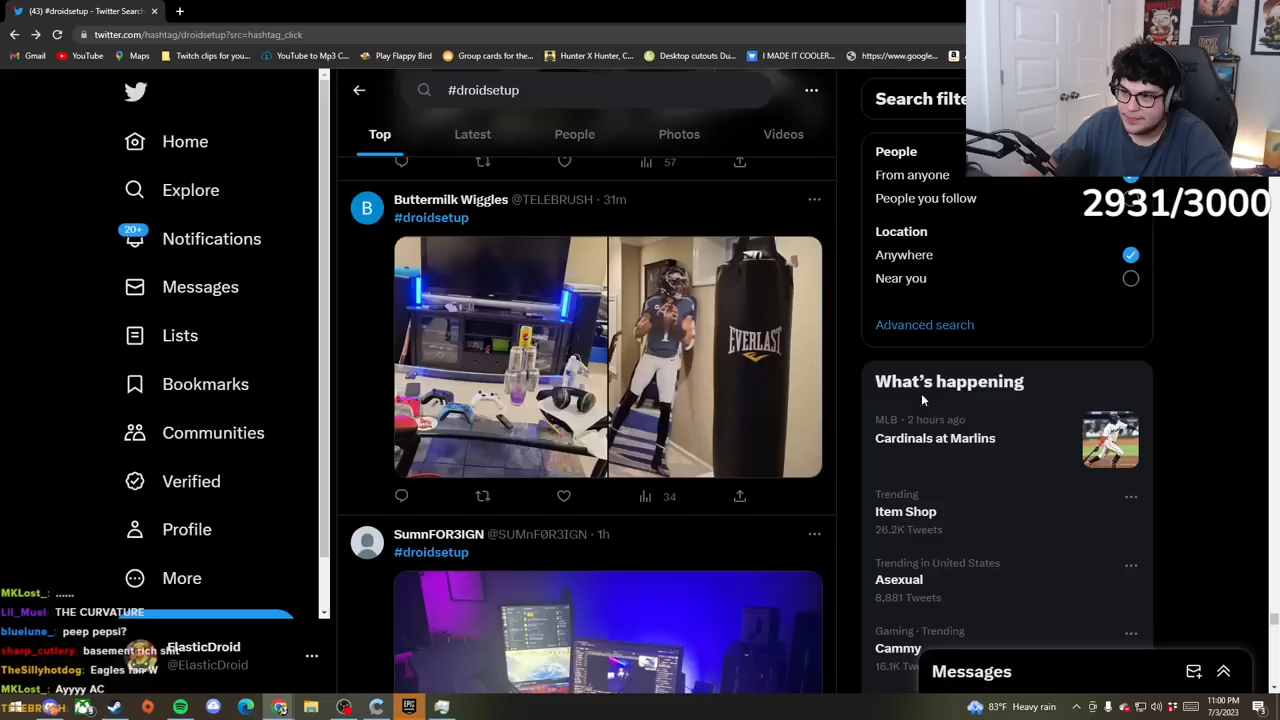 (43) #droidsetup - Twitter Search
twitter.com/hashtag/droidsetup?src=hashtag_click
Gmail
YouTube
Maps
Twitch clips for you...
YouTube to Mp3 C...
Play Flappy Bird
Group cards for the...
Hunter X Hunter, C...
Desktop cutouts Du...
I MADE IT COOLER...
https://www.google...
Home
Explore
20+
Notifications
Messages
Lists
Bookmarks
Communities
Verified
Profile
More
ElasticDroid
@ElasticDroid
#droidsetup
Top
Latest
People
Photos
Videos
57
B
Buttermilk Wiggles @TELEBRUSH · 31m
#droidsetup
1
EVERLAST
34
SumnFOR3IGN @SUMnF0R3IGN · 1h
#droidsetup
Search filte
People
From anyone
People you follow
Location
Anywhere
Near you
Advanced search
What's happening
MLB · 2 hours ago
Cardinals at Marlins
Trending
Item Shop
26.2K Tweets
Trending in United States
Asexual
8,881 Tweets
Gaming · Trending
Cammy
16.1K
Messages
2931/3000
MKLost_: ......
Lil_Muel: THE CURVATURE
bluelune_: peep pepsi?
sharp_cutlery: basement rich
TheSillyhotdog: Eagles fan W
MKLost_: Ayyyy AC
TELEBRUSH:
EPIC
83°F Heavy rain
11:00 PM
7/3/2023
3